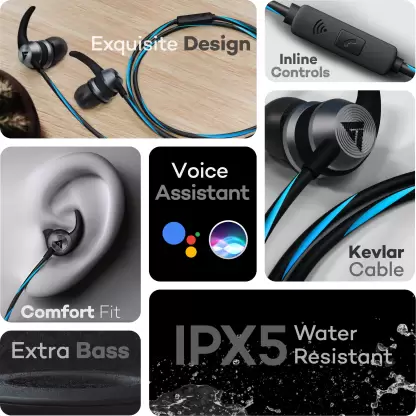 Exquisite Design
Inline
Controls
Voice
Assistant
Kevlar
Cable
Comfort Fit
Extra Bass
IPX5 Water
Resistant